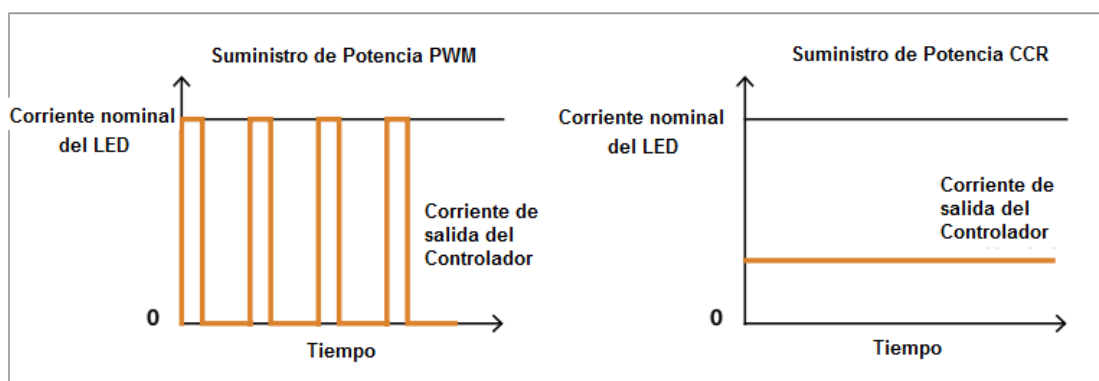 Suministro de Potencia PWM
Corriente nominal
del LED
Corriente de
salida del
Controlador
0
Tiempo
Suministro de Potencia CCR
Corriente nominal
del LED
Corriente de
salida del
Controlador
0
Tiempo